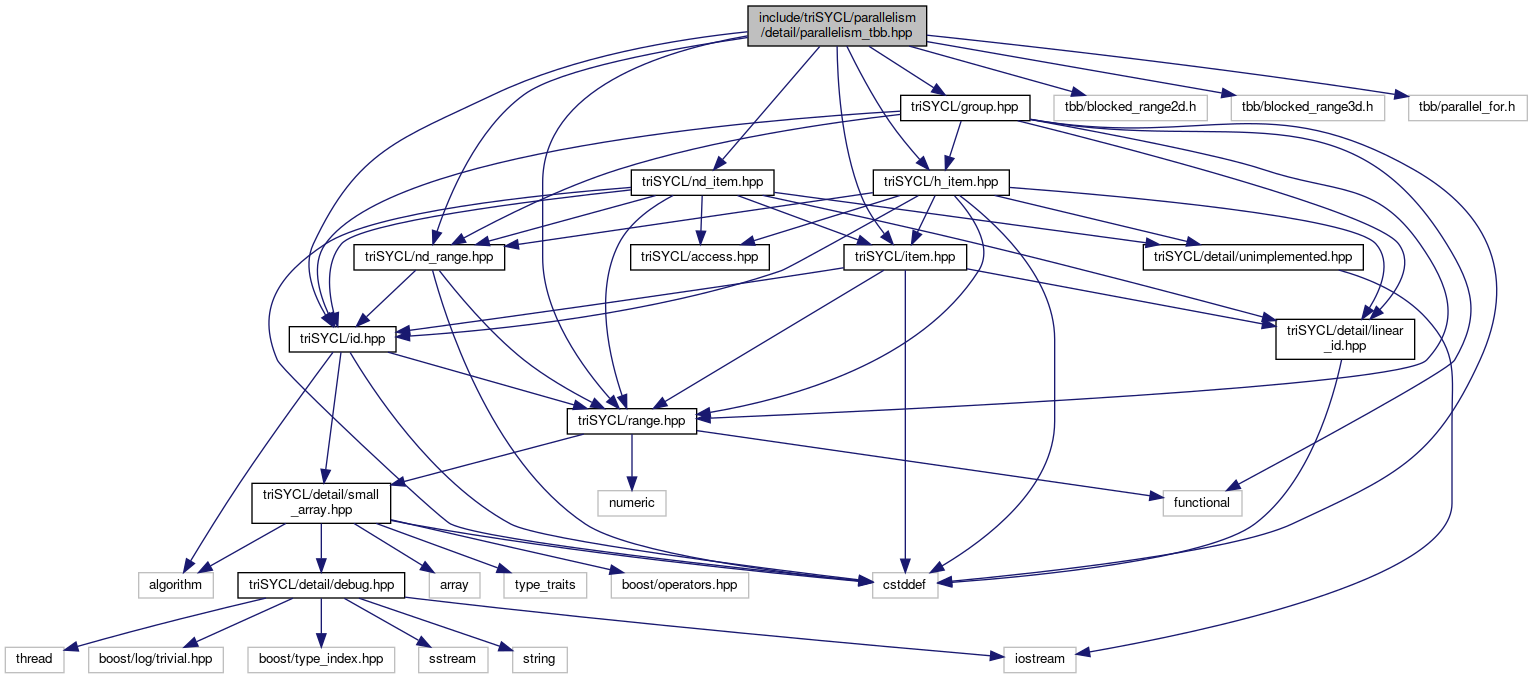 include/triSYCL/parallelism
/detail/parallelism_tbb.hpp
triSYCL/group.hpp
tbb/blocked_range2d.h
tbb/blocked_range3d.h
tbb/parallel_for.h
triSYCL/nd_item.hpp
triSYCL/h_item.hpp
triSYCL/nd_range.hpp
triSYCL/access.hpp
triSYCL/item.hpp
triSYCL/detail/unimplemented.hpp
triSYCL/id.hpp
triSYCL/detail/linear
_id.hpp
triSYCL/range.hpp
triSYCL/detail/small
_array.hpp
numeric
functional
algorithm
triSYCL/detail/debug.hpp
array
type_traits
boost/operators.hpp
cstddef
thread
boost/log/trivial.hpp
boost/type_index.hpp
sstream
string
iostream